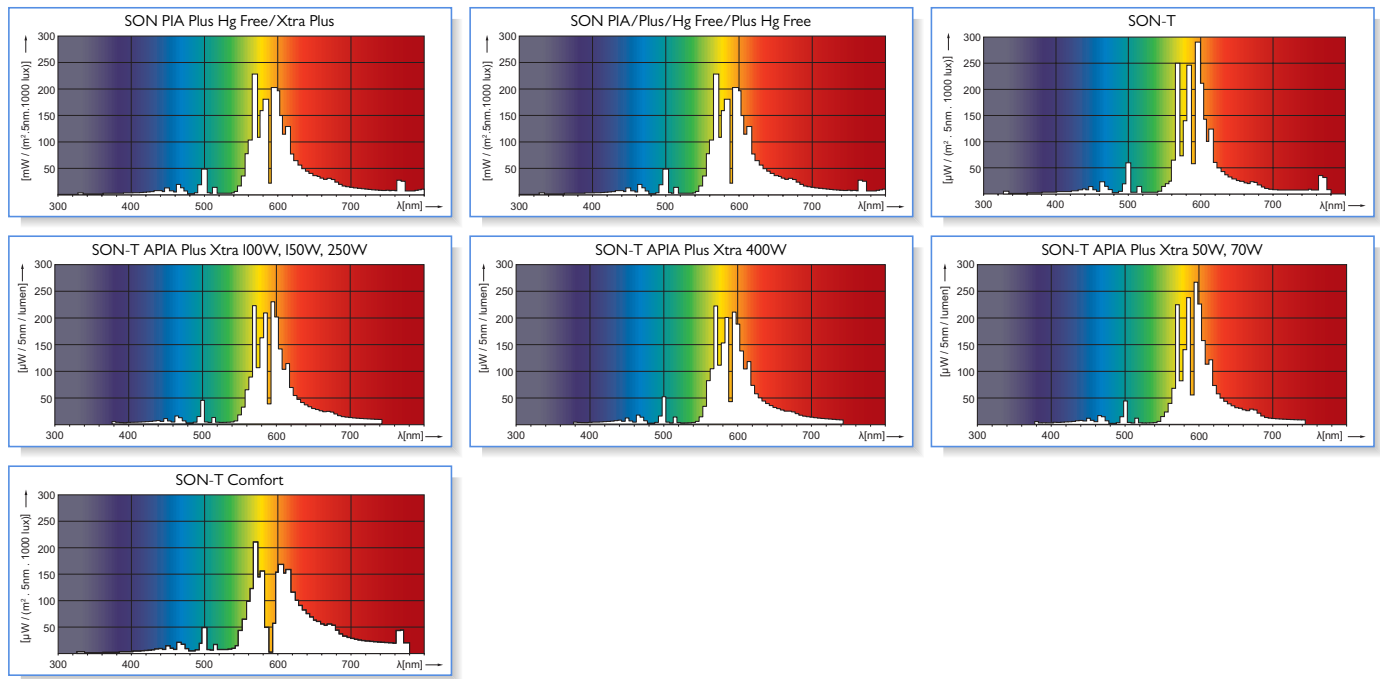 SON PIA Plus Hg Free/Xtra Plus
[mW / (m². 5nm .1000 lux)]
300
250
200
150
100
50
300 400 500 600 700 λ[nm]
SON PIA/Plus/Hg Free/Plus Hg Free
[mW / (m². 5nm .1000 lux)]
300
250
200
150
100
50
300 400 500 600 700 λ[nm]
SON-T
[μW / (m² . 5nm . 1000 lux)]
300
250
200
150
100
50
300 400 500 600 700 λ[nm]
SON-T APIA Plus Xtra 100W, 150W, 250W
[μW / 5nm / lumen]
300
250
200
150
100
50
300 400 500 600 700 λ[nm]
SON-T APIA Plus Xtra 400W
[μW / 5nm / lumen]
300
250
200
150
100
50
300 400 500 600 700 λ[nm]
SON-T APIA Plus Xtra 50W, 70W
[μW / 5nm / lumen]
300
250
200
150
100
50
300 400 500 600 700 λ[nm]
SON-T Comfort
[μW / (m² . 5nm . 1000 lux)]
300
250
200
150
100
50
300 400 500 600 700 λ[nm]